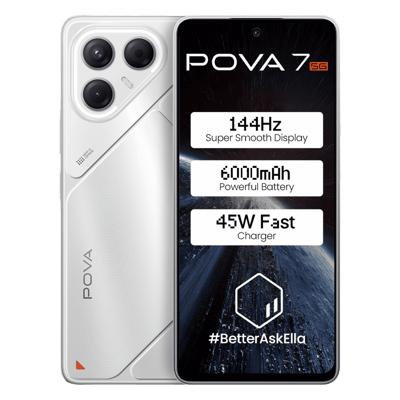 POVA 7 5G
144Hz
Super Smooth Display
6000mAh
Powerful Battery
45W Fast
Charger
#BetterAskElla
POVA